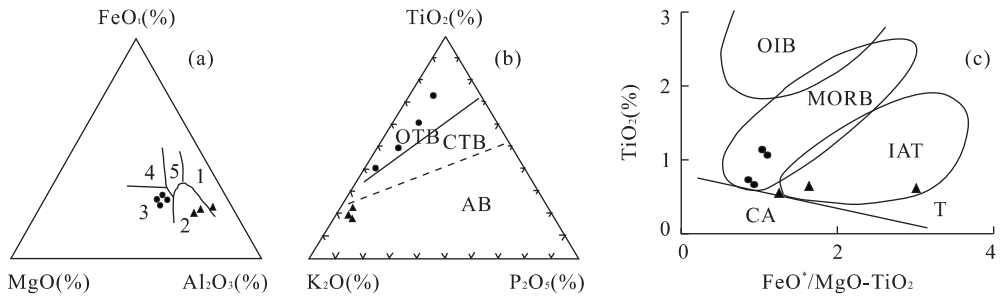 FeOₜ(%)
(a)
4
5
1
3
2
MgO(%)
Al₂O₃(%)
TiO₂(%)
(b)
OTB
CTB
AB
K₂O(%)
P₂O₅(%)
3
2
1
0
TiO₂(%)
OIB
(c)
MORB
IAT
CA
T
0
2
4
FeO*/MgO-TiO₂